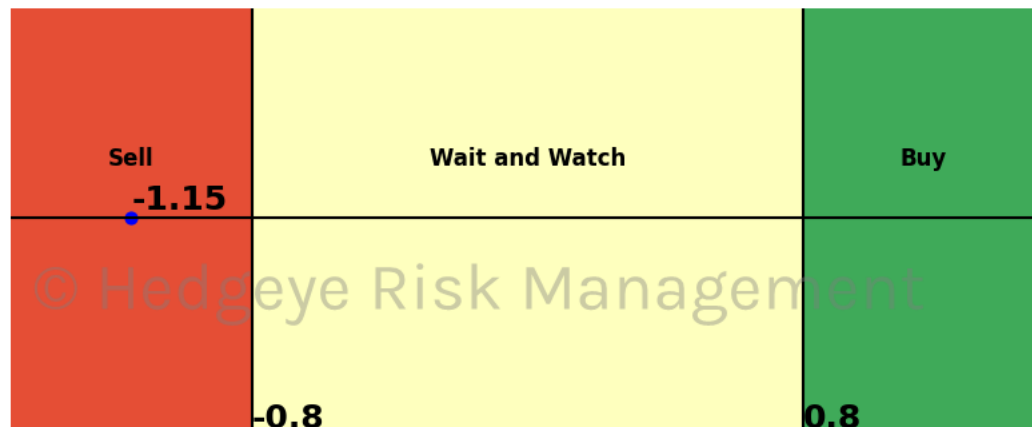 Sell
Wait and Watch
Buy
-1.15
© Hedgeye Risk Management
-0.8
0.8